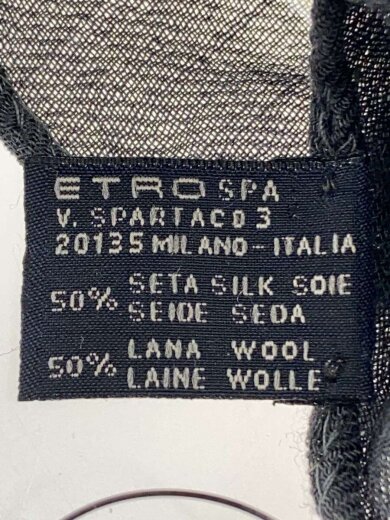 ETRO SPA
V. SPARTACO 3
20135 MILANO - ITALIA
50% SETA SILK SOIE
SEIDE SEDA
50% LANA WOOL
LAINE WOLLE